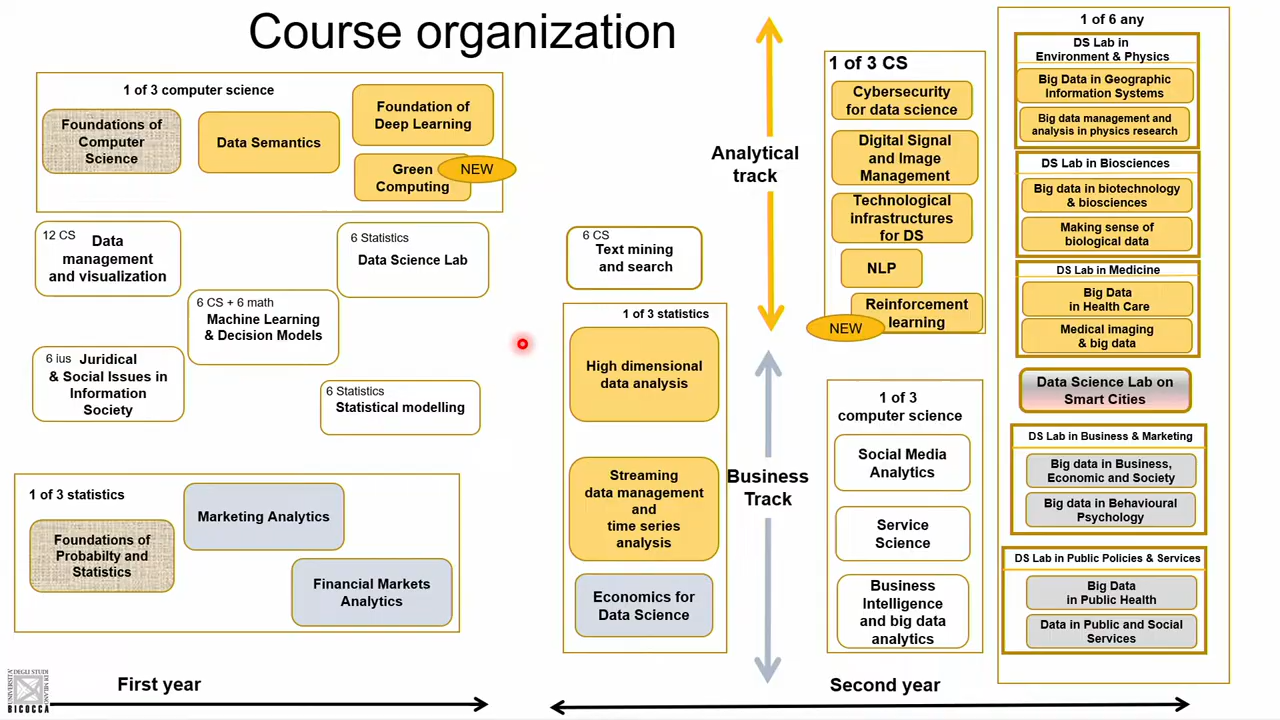 Course organization
1 of 3 computer science
Foundations of
Computer
Science
Data Semantics
Foundation of
Deep Learning
Green
Computing
NEW
12 CS
Data
management
and visualization
6 Statistics
Data Science Lab
6 CS + 6 math
Machine Learning
& Decision Models
6 ius Juridical
& Social Issues in
Information
Society
6 Statistics
Statistical modelling
1 of 3 statistics
Marketing Analytics
Foundations of
Probabilty and
Statistics
Financial Markets
Analytics
First year
6 CS
Text mining
and search
1 of 3 statistics
High dimensional
data analysis
Streaming
data management
and
time series
analysis
Economics for
Data Science
Analytical
track
Business
Track
1 of 3 CS
Cybersecurity
for data science
Digital Signal
and Image
Management
Technological
infrastructures
for DS
NLP
Reinforcement
learning
NEW
1 of 3
computer science
Social Media
Analytics
Service
Science
Business
Intelligence
and big data
analytics
1 of 6 any
DS Lab in
Environment & Physics
Big Data in Geographic
Information Systems
Big data management and
analysis in physics research
DS Lab in Biosciences
Big data in biotechnology
& biosciences
Making sense of
biological data
DS Lab in Medicine
Big Data
in Health Care
Medical imaging
& big data
Data Science Lab on
Smart Cities
DS Lab in Business & Marketing
Big data in Business,
Economic and Society
Big data in Behavioural
Psychology
DS Lab in Public Policies & Services
Big Data
in Public Health
Data in Public and Social
Services
Second year
UNIVERSITA'
DEGLI STUDI
DI MILANO
BICOCCA